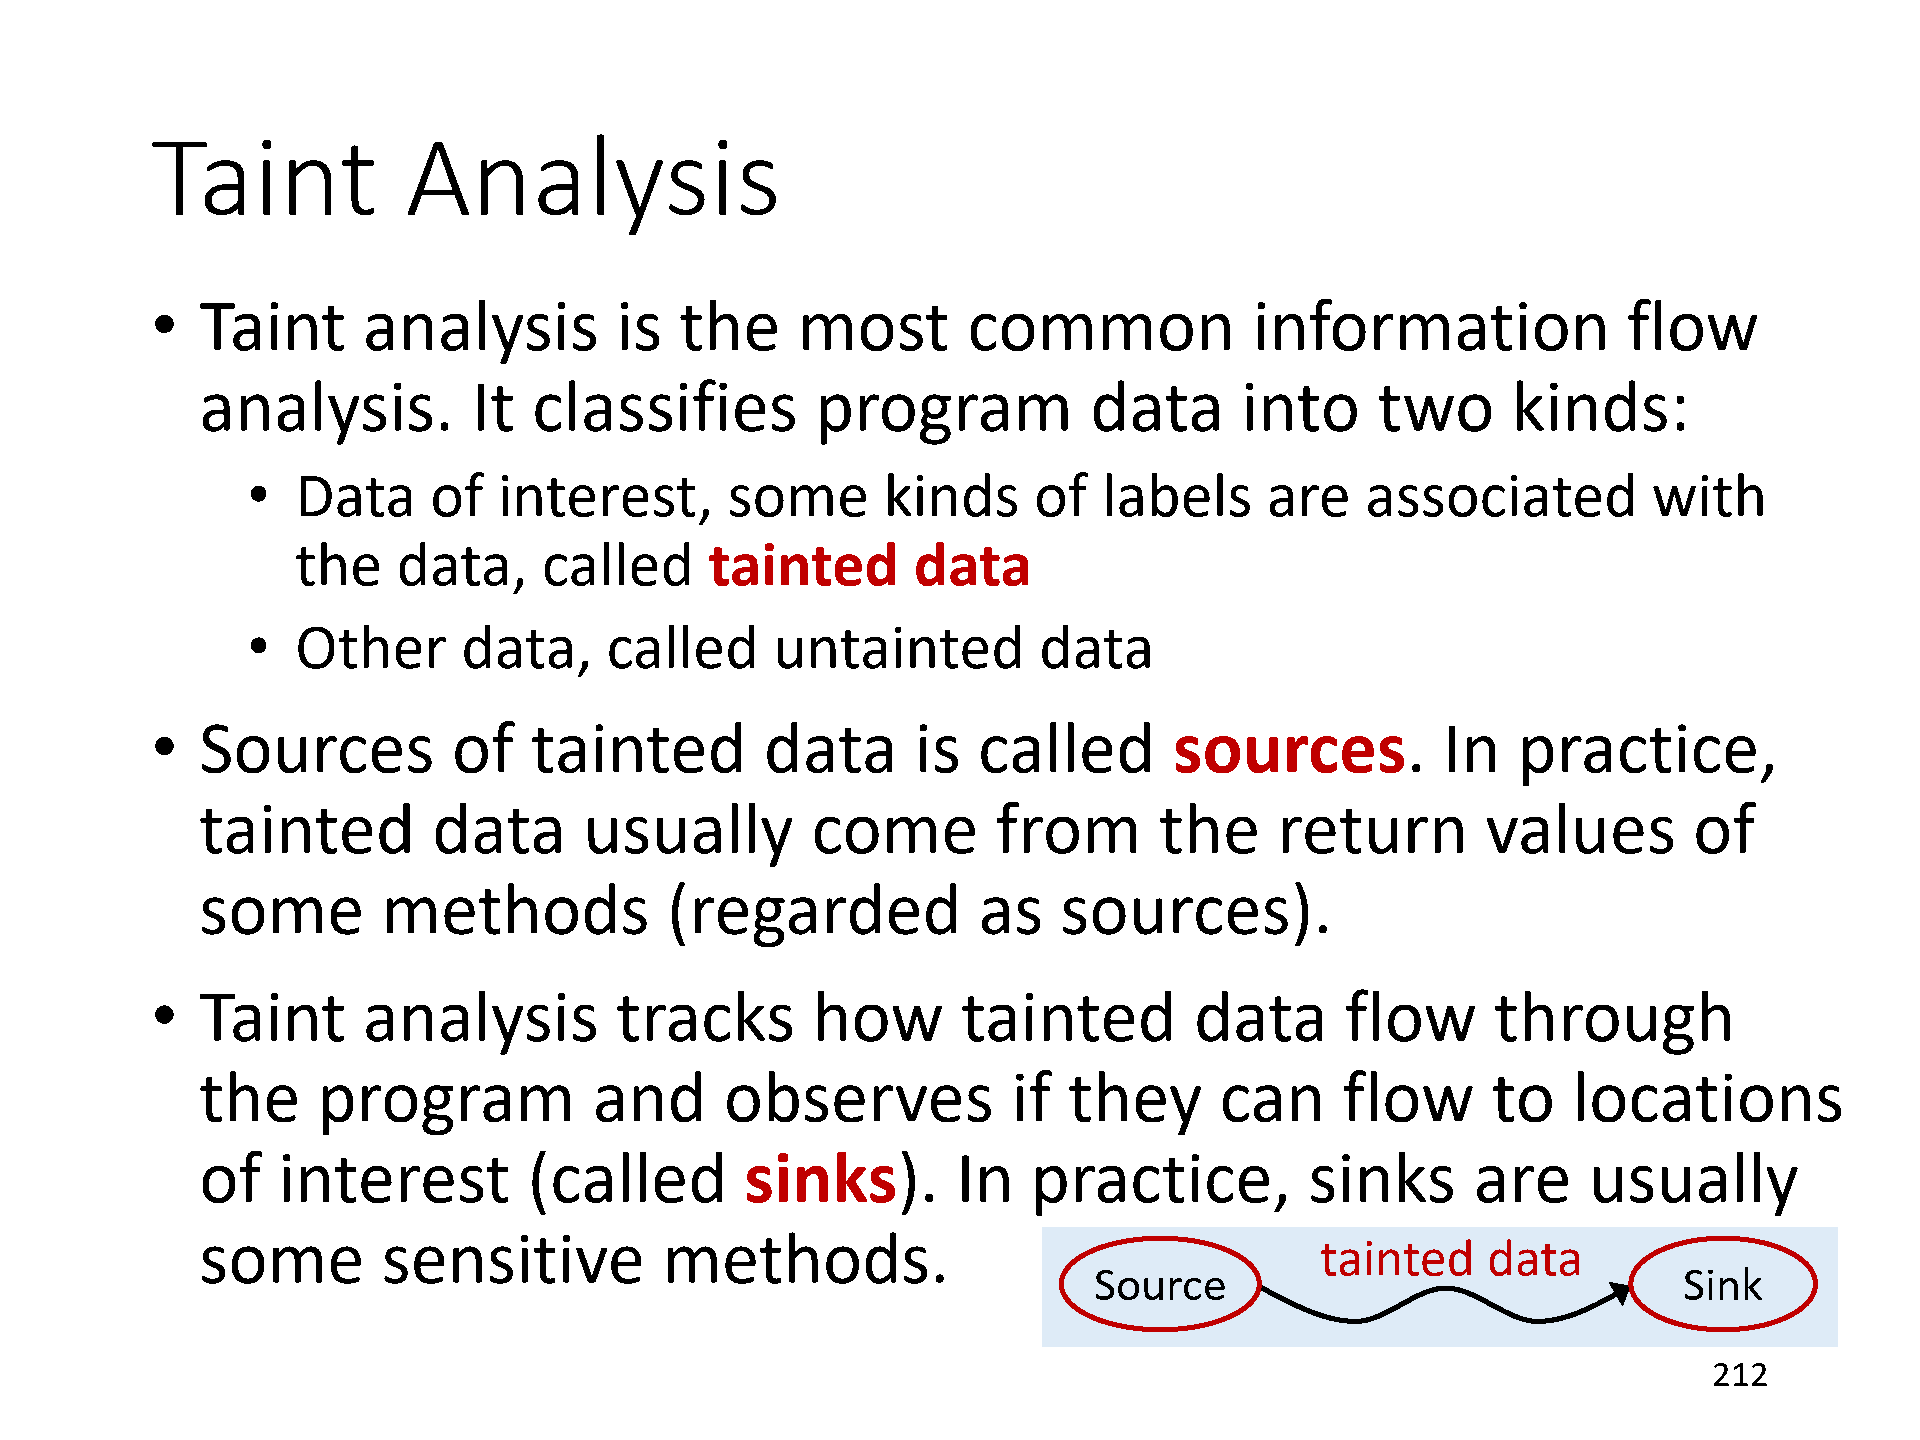 Taint Analysis
• Taint analysis is the most common information flow
analysis. It classifies program data into two kinds:
• Data of interest, some kinds of labels are associated with
the data, called tainted data
• Other data, called untainted data
• Sources of tainted data is called sources. In practice,
tainted data usually come from the return values of
some methods (regarded as sources).
• Taint analysis tracks how tainted data flow through
the program and observes if they can flow to locations
of interest (called sinks). In practice, sinks are usually
some sensitive methods.
Source
tainted data
Sink
212